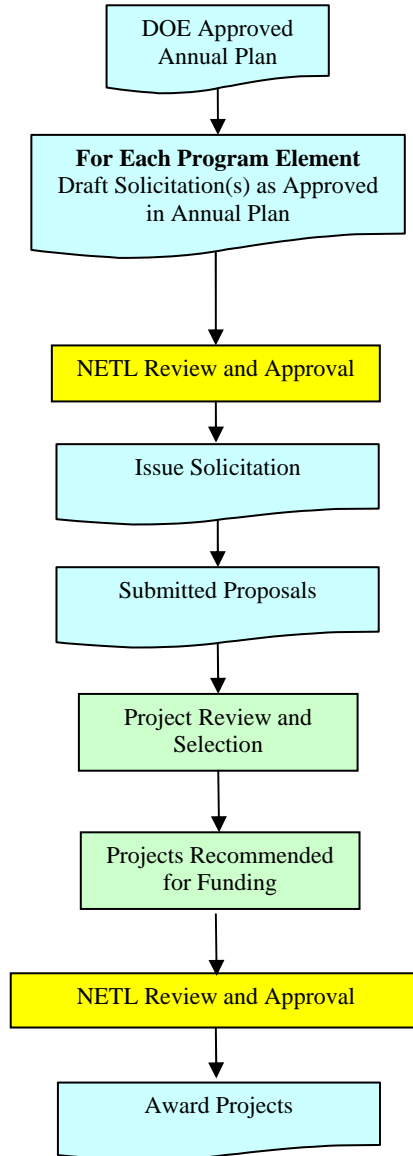 DOE Approved
Annual Plan
For Each Program Element
Draft Solicitation(s) as Approved
in Annual Plan
NETL Review and Approval
Issue Solicitation
Submitted Proposals
Project Review and
Selection
Projects Recommended
for Funding
NETL Review and Approval
Award Projects